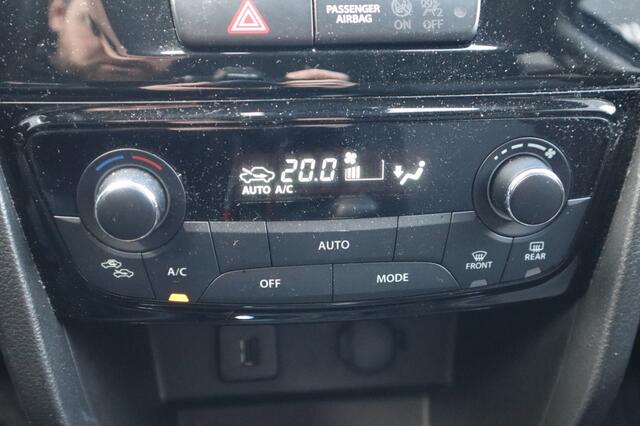 PASSENGER
AIRBAG
ON OFF
20.0
AUTO A/C
AUTO
A/C
OFF
MODE
FRONT
REAR